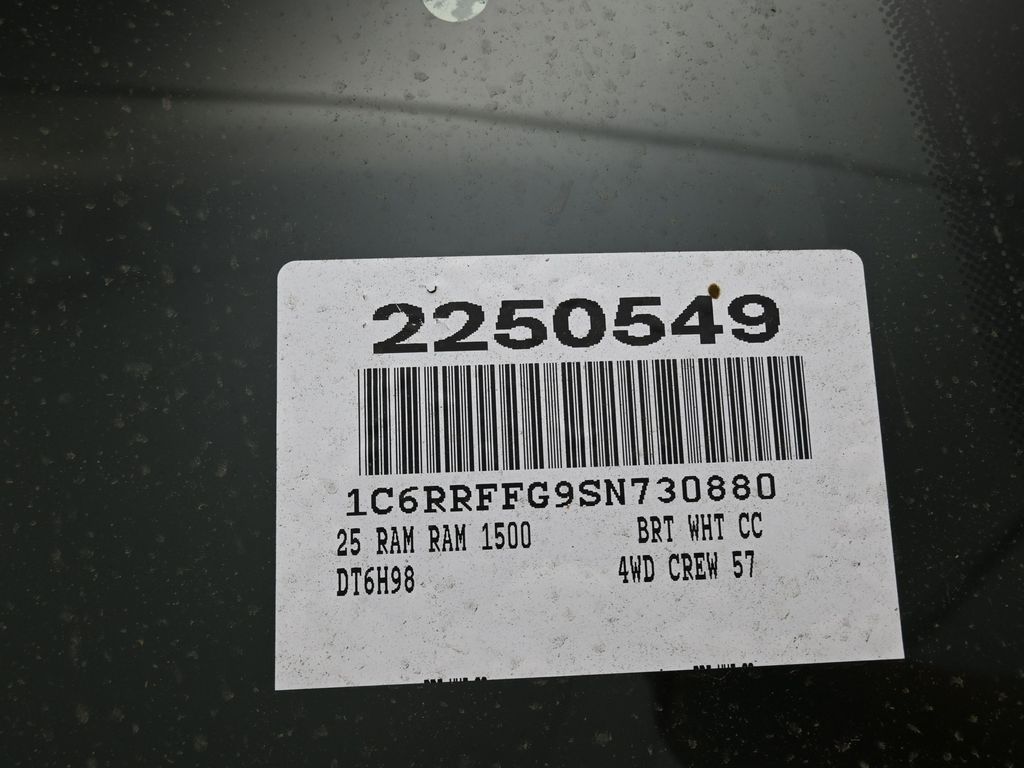 2250549
1C6RRFFG9SN730880
25 RAM RAM 1500 BRT WHT CC
DT6H98 4WD CREW 57